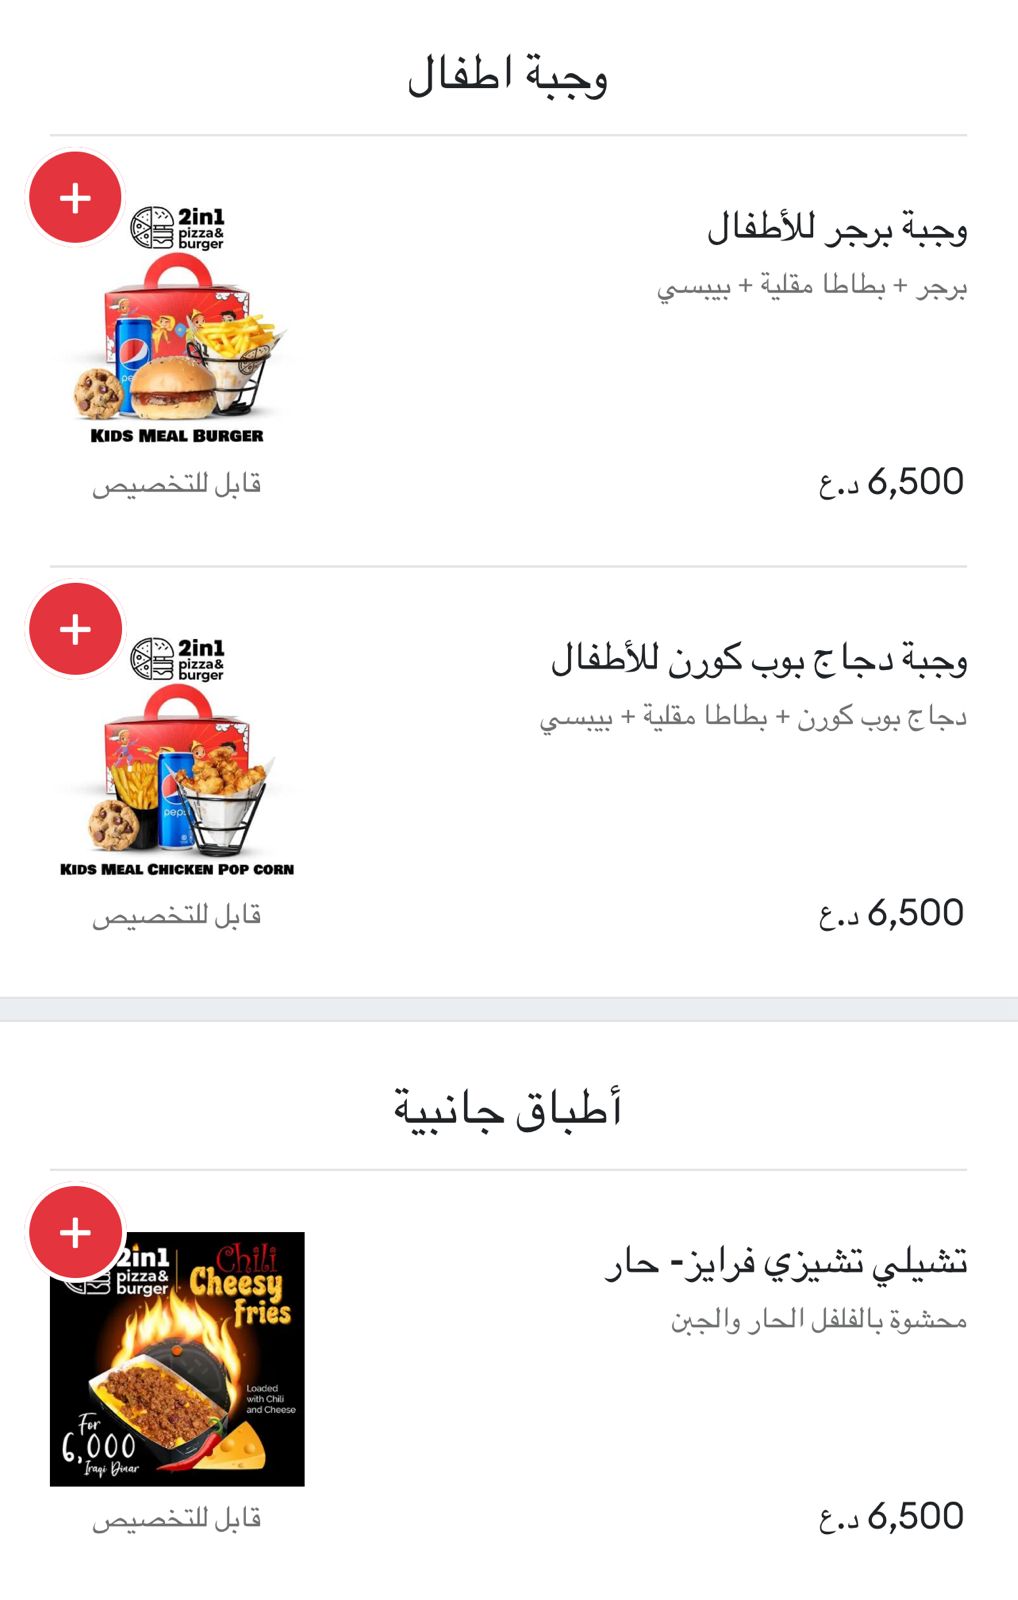 وجبة اطفال
وجبة برجر للأطفال
برجر + بطاطا مقلية + بيبسي
2in1
pizza&
burger
KIDS MEAL BURGER
6,500 د.ع
قابل للتخصيص
وجبة دجاج بوب كورن للأطفال
دجاج بوب كورن + بطاطا مقلية + بيبسي
2in1
pizza&
burger
pepsi
KIDS MEAL CHICKEN POP CORN
6,500 د.ع
قابل للتخصيص
أطباق جانبية
تشيلي تشيزي فرايز- حار
محشوة بالفلفل الحار والجبن
2in1
pizza&
burger
Chili
Cheesy
fries
Loaded
with Chili
and Cheese
For
6,000
Iraqi Dinar
6,500 د.ع
قابل للتخصيص